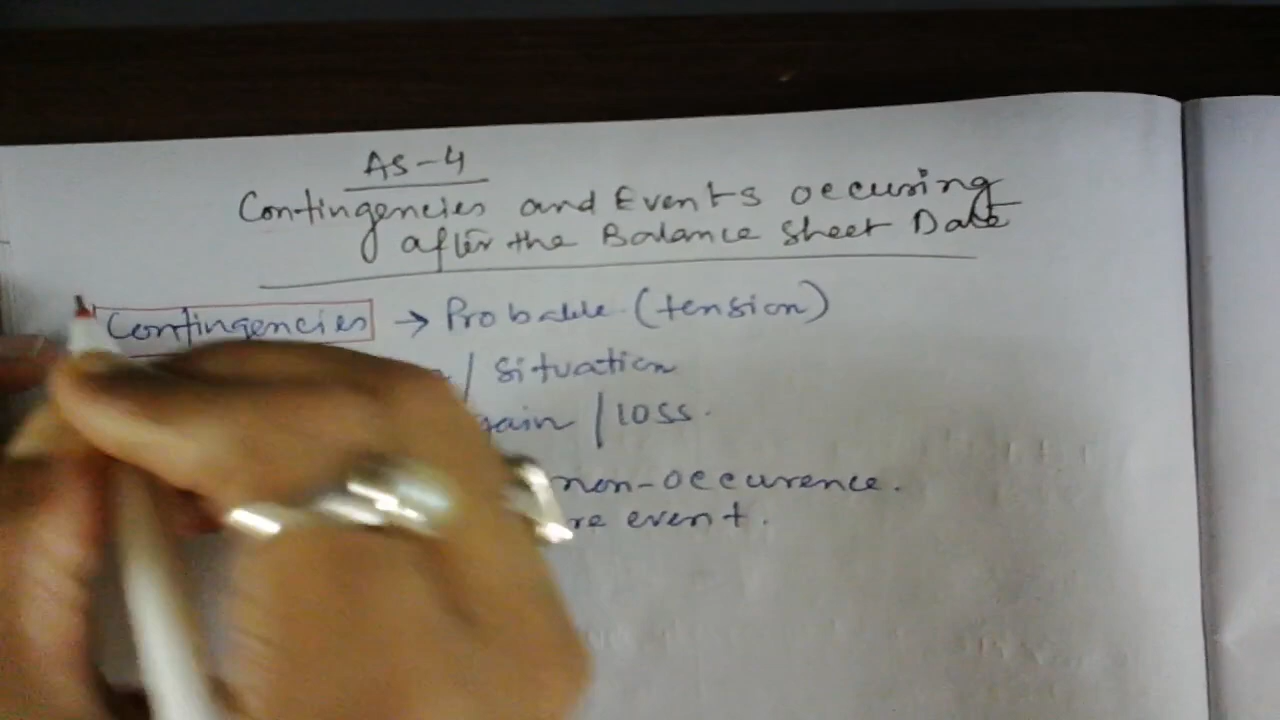 AS-4
Contingencies and Events occuring
after the Balance Sheet Date
Contingencies → Probable (tension)
/ situation
gain / loss.
non-occurence.
event.